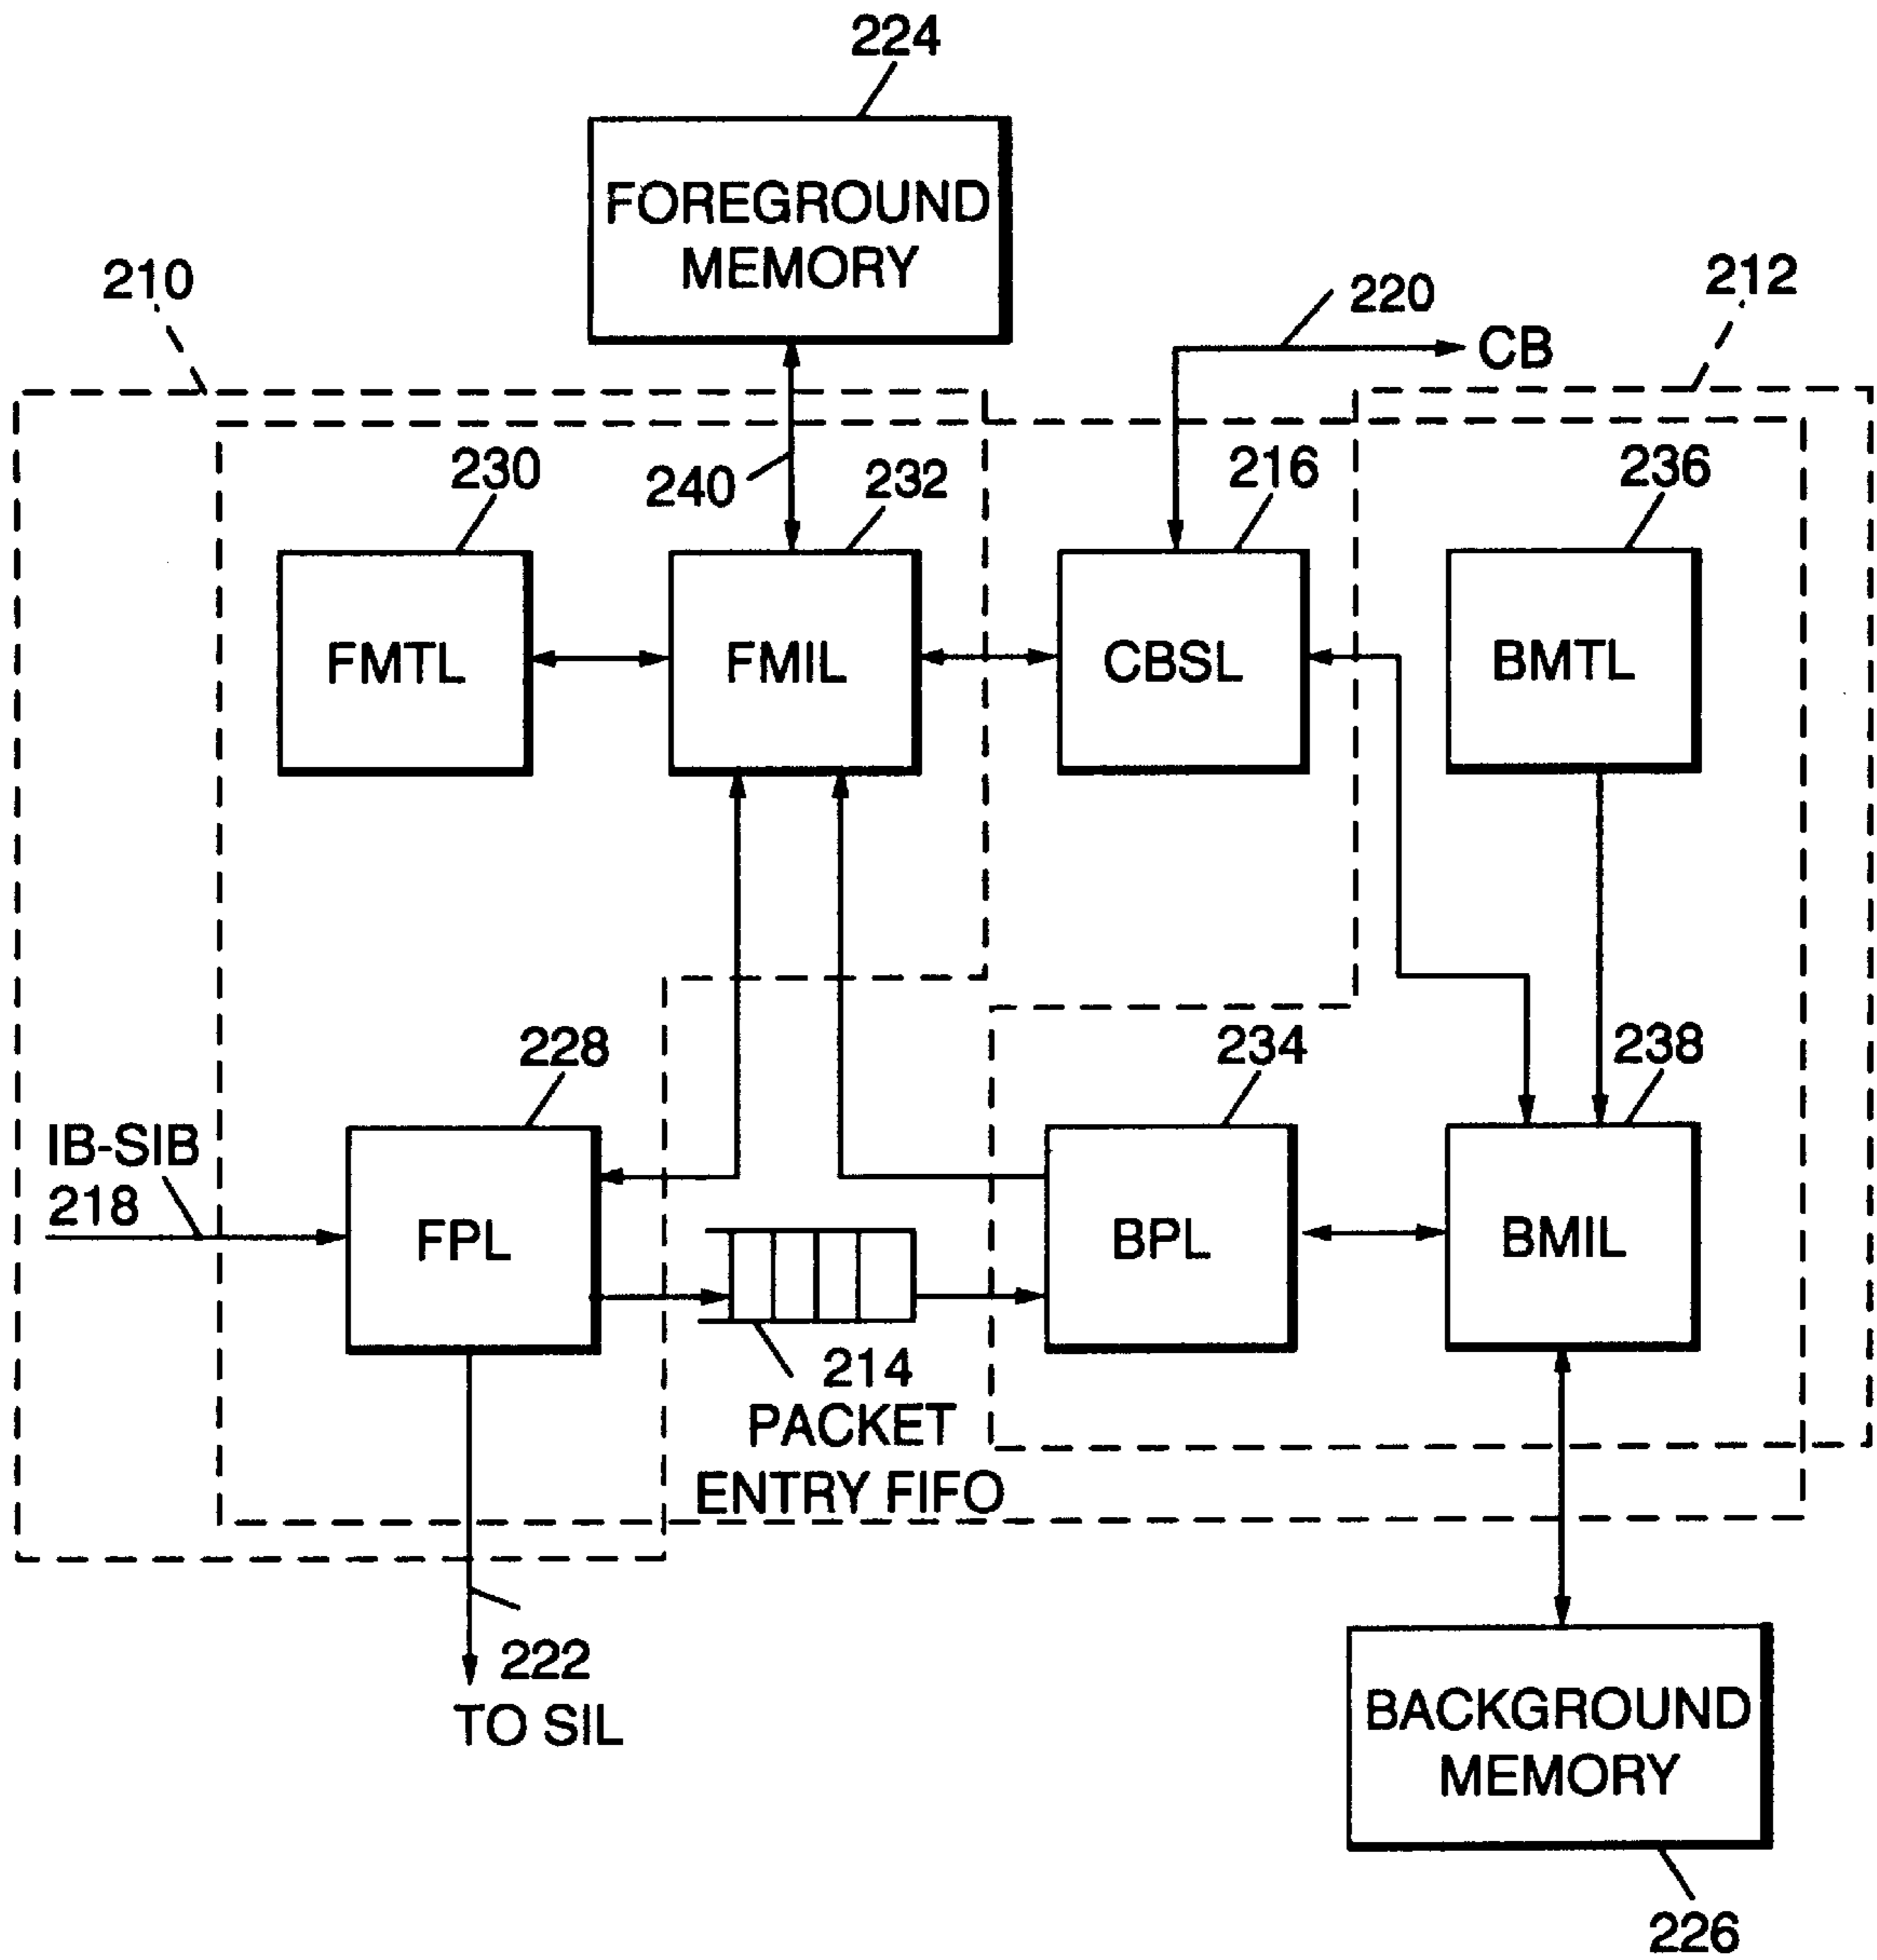 224
FOREGROUND
MEMORY
210
220
212
CB
230
240
232
216
236
FMTL
FMIL
CBSL
BMTL
228
234
238
IB-SIB
218
FPL
BPL
BMIL
214
PACKET
ENTRY FIFO
222
TO SIL
BACKGROUND
MEMORY
226